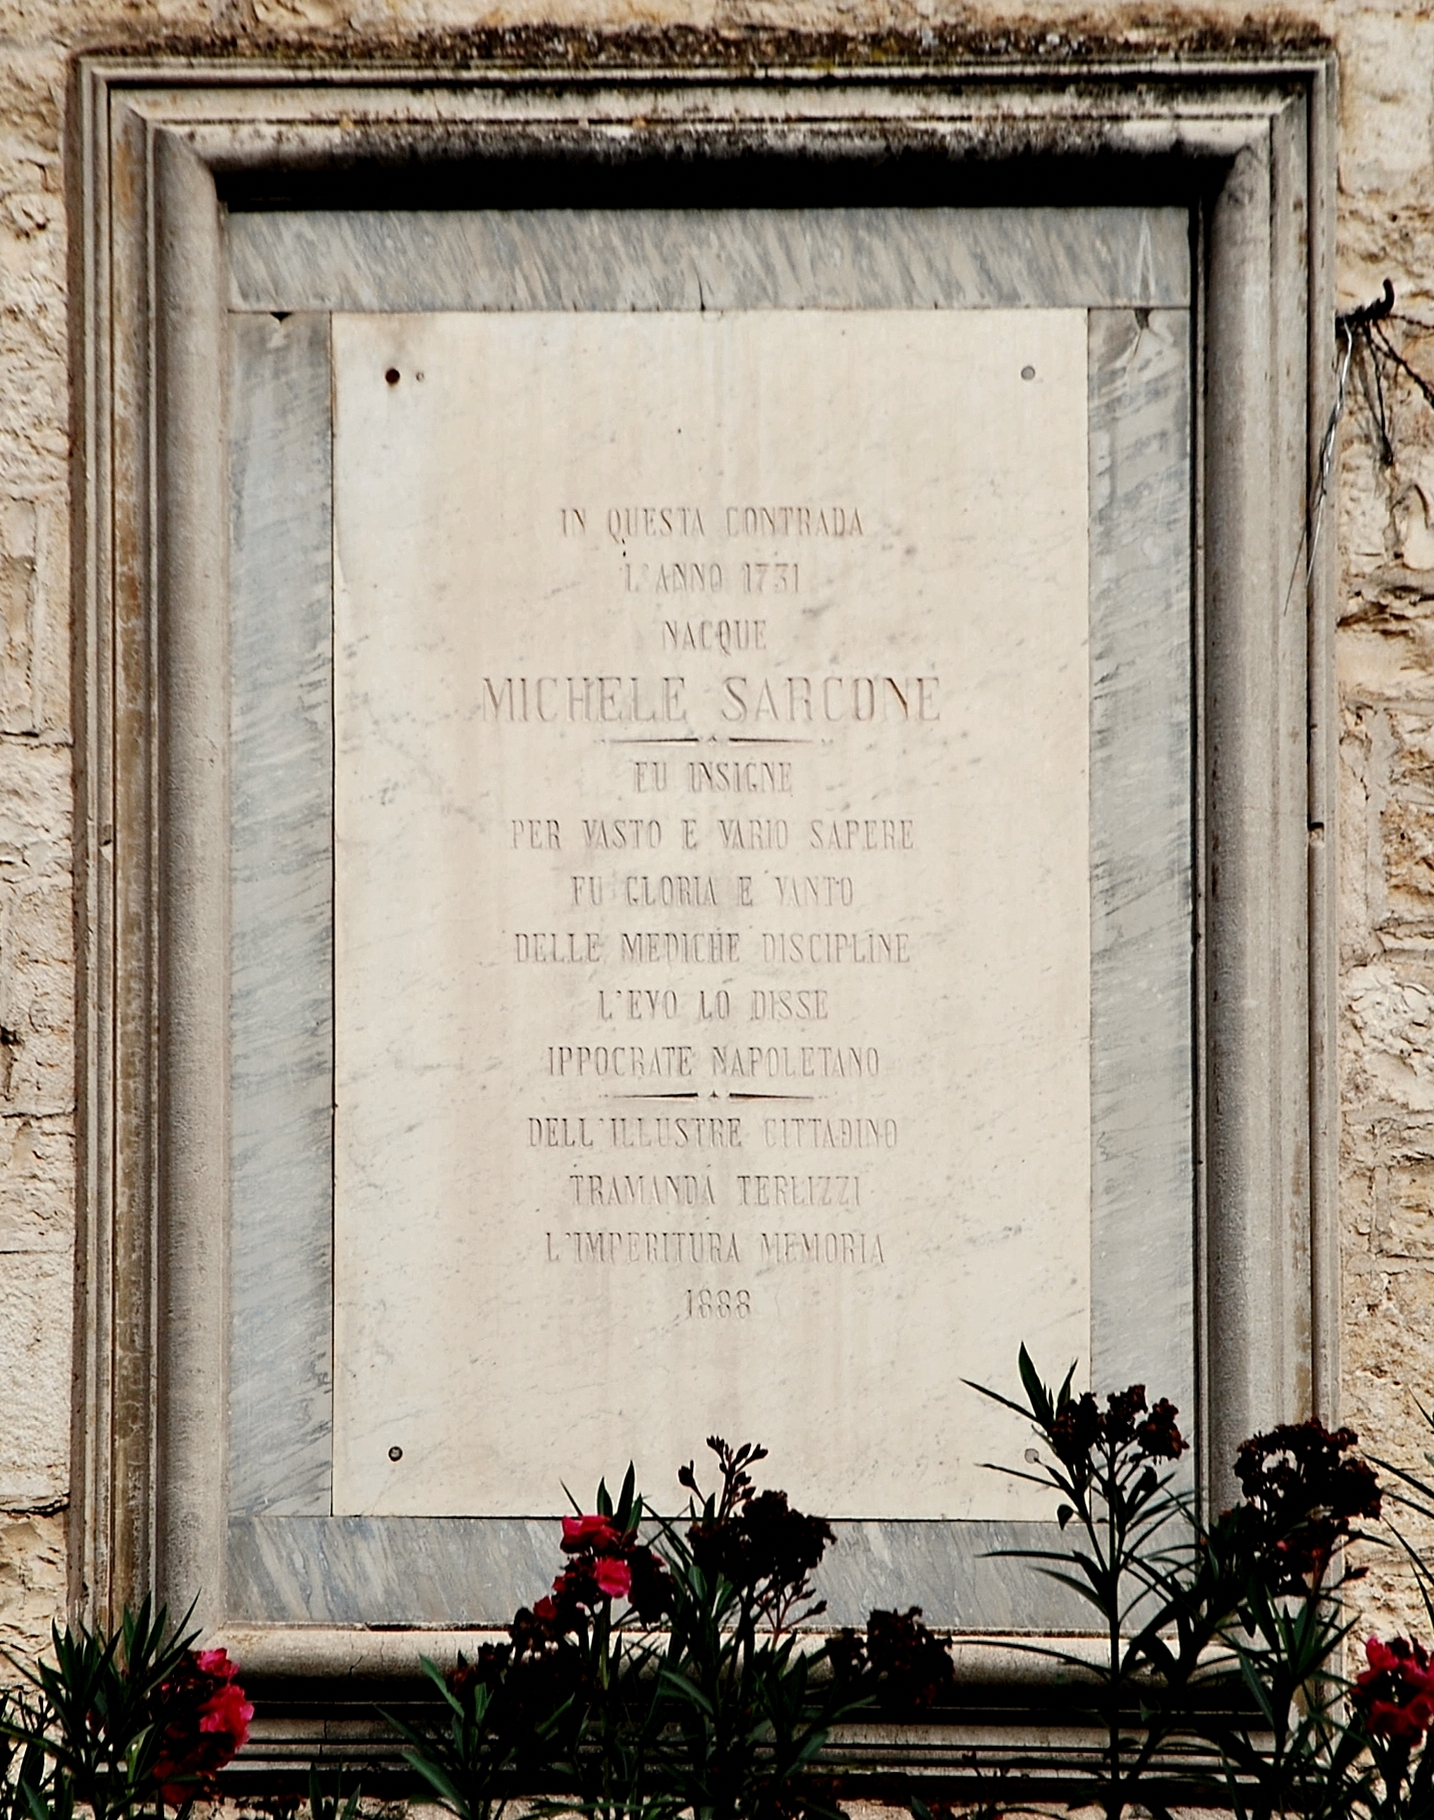 IN QUESTA CONTRADA
L'ANNO 1731
NACQUE
MICHELE SARCONE
FU INSIGNE
PER VASTO E VARIO SAPERE
FU GLORIA E VANTO
DELLE MEDICHE DISCIPLINE
L'EVO LO DISSE
IPPOCRATE NAPOLETANO
DELL'ILLUSTRE CITTADINO
TRAMANDA TERLIZZI
L'IMPERITURA MEMORIA
1888